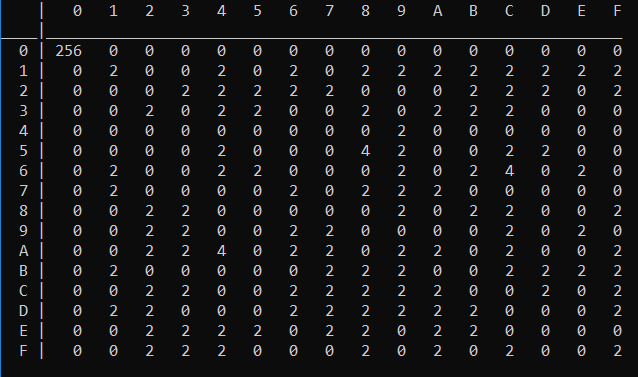 | 0 1 2 3 4 5 6 7 8 9 A B C D E F
____|________________________________________________
0 | 256 0 0 0 0 0 0 0 0 0 0 0 0 0 0 0
1 | 0 2 0 0 2 0 2 0 2 2 2 2 2 2 2 2
2 | 0 0 0 2 2 2 2 2 0 0 0 2 2 2 0 2
3 | 0 0 2 0 2 2 0 0 2 0 2 2 2 0 0 0
4 | 0 0 0 0 0 0 0 0 0 2 0 0 0 0 0 0
5 | 0 0 0 0 2 0 0 0 4 2 0 0 2 2 0 0
6 | 0 2 0 0 2 2 0 0 0 2 0 2 4 0 2 0
7 | 0 2 0 0 0 0 2 0 2 2 2 0 0 0 0 0
8 | 0 0 2 2 0 0 0 0 0 2 0 2 2 0 0 2
9 | 0 0 2 2 0 0 2 2 0 0 0 0 2 0 2 0
A | 0 0 2 2 4 0 2 2 0 2 2 0 2 0 0 2
B | 0 2 0 0 0 0 0 2 2 2 0 0 2 2 2 2
C | 0 0 2 2 0 0 2 2 2 2 2 0 0 2 0 2
D | 0 2 2 0 0 0 2 2 2 2 2 2 2 0 0 2
E | 0 0 2 2 2 2 0 2 2 0 2 2 0 0 0 0
F | 0 0 2 2 2 0 0 0 2 0 2 0 2 0 0 2